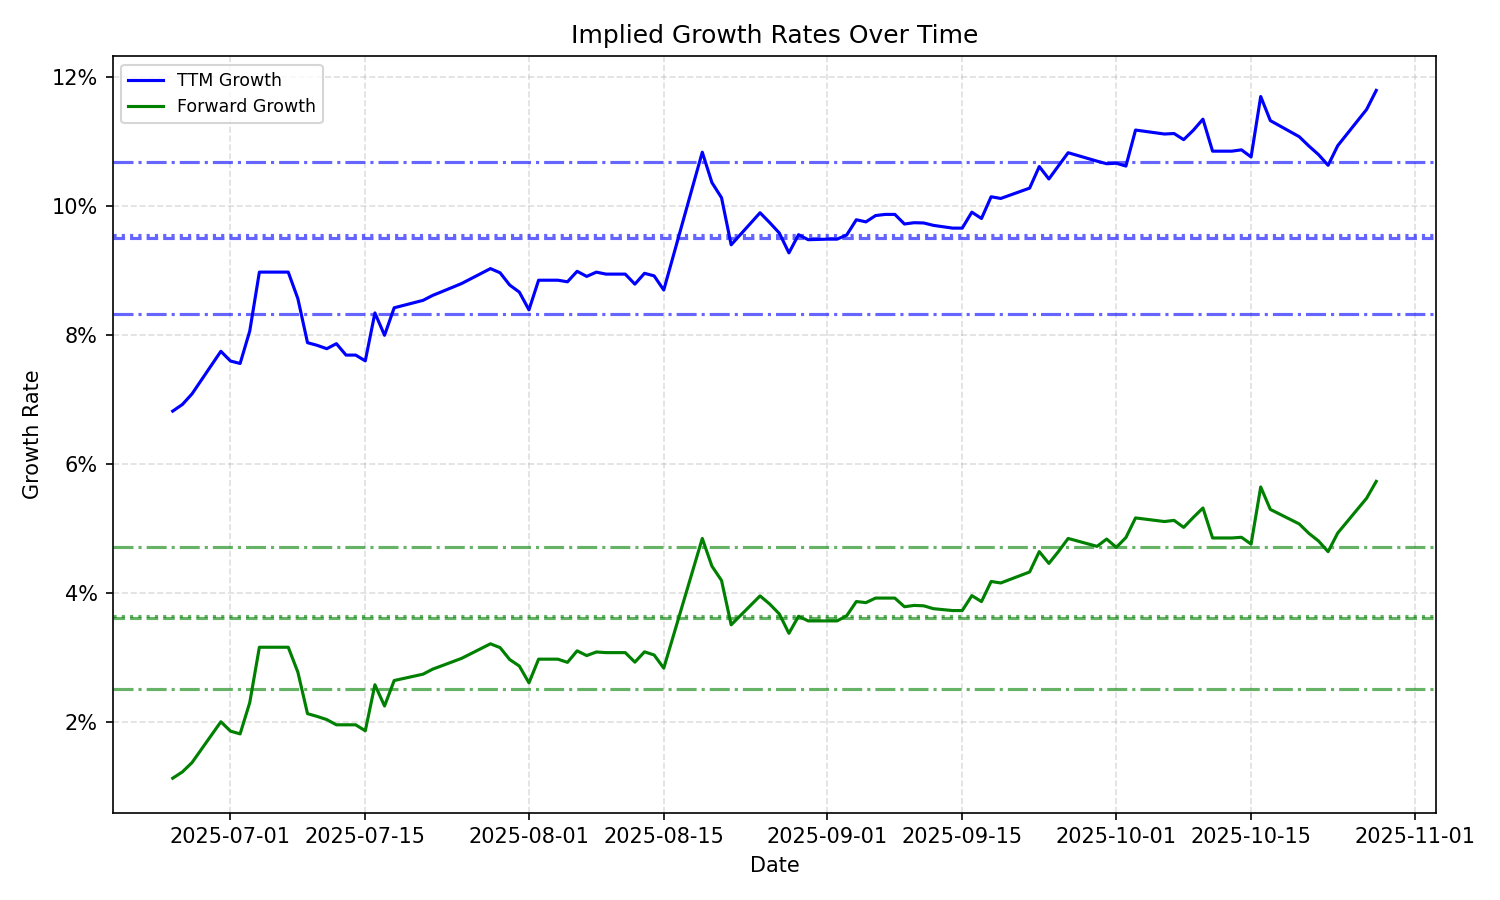 Implied Growth Rates Over Time
TTM Growth
Forward Growth
12%
10%
8%
6%
4%
2%
Growth Rate
2025-07-01 2025-07-15 2025-08-01 2025-08-15 2025-09-01 2025-09-15 2025-10-01 2025-10-15 2025-11-01
Date